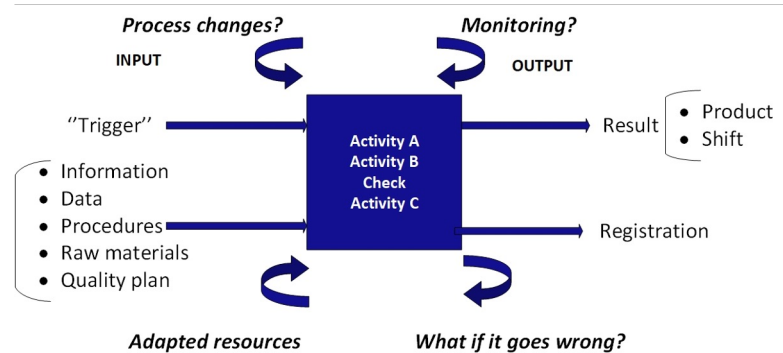 Process changes?
Monitoring?
INPUT
OUTPUT
"Trigger"
Activity A
Activity B
Check
Activity C
Result
• Product
• Shift
• Information
• Data
• Procedures
• Raw materials
• Quality plan
Registration
Adapted resources
What if it goes wrong?